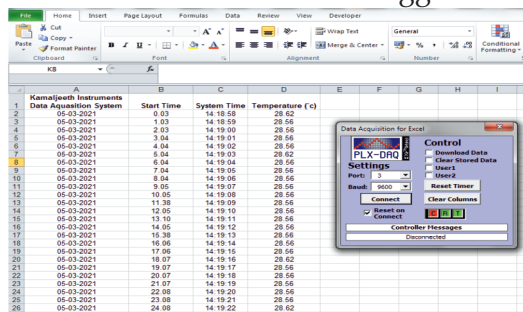 File Home Insert Page Layout Formulas Data Review View Developer
Cut
Copy
Paste Format Painter
B I U A A A Wrap Text General
Merge & Center % , Conditional Formatting
Clipboard Font Alignment Number
K8 fx
A B C D E F G H I
Kamaljeeth Instruments
1 Data Aquasition System Start Time System Time Temperature (°c)
2 05-03-2021 0.03 14:18:58 28.62
3 05-03-2021 1.03 14:18:59 28.56
4 05-03-2021 2.03 14:19:00 28.56
5 05-03-2021 3.04 14:19:01 28.56
6 05-03-2021 4.04 14:19:02 28.56
7 05-03-2021 5.04 14:19:03 28.62
8 05-03-2021 6.04 14:19:04 28.56
9 05-03-2021 7.04 14:19:05 28.56
10 05-03-2021 8.04 14:19:06 28.56
11 05-03-2021 9.05 14:19:07 28.56
12 05-03-2021 10.05 14:19:08 28.56
13 05-03-2021 11.38 14:19:09 28.56
14 05-03-2021 12.05 14:19:10 28.56
15 05-03-2021 13.10 14:19:11 28.56
16 05-03-2021 14.05 14:19:12 28.56
17 05-03-2021 15.38 14:19:13 28.56
18 05-03-2021 16.06 14:19:14 28.56
19 05-03-2021 17.06 14:19:15 28.56
20 05-03-2021 18.07 14:19:16 28.62
21 05-03-2021 19.07 14:19:17 28.56
22 05-03-2021 20.07 14:19:18 28.56
23 05-03-2021 21.07 14:19:19 28.56
24 05-03-2021 22.08 14:19:20 28.56
25 05-03-2021 23.08 14:19:21 28.56
26 05-03-2021 24.08 14:19:22 28.62
Data Acquisition for Excel
PLX-DAQ
Control
Download Data
Clear Stored Data
User1
User2
Settings
Port: 3
Baud: 9600
Reset Timer
Connect
Clear Columns
Reset on Connect
C R T
Controller Messages
Disconnected